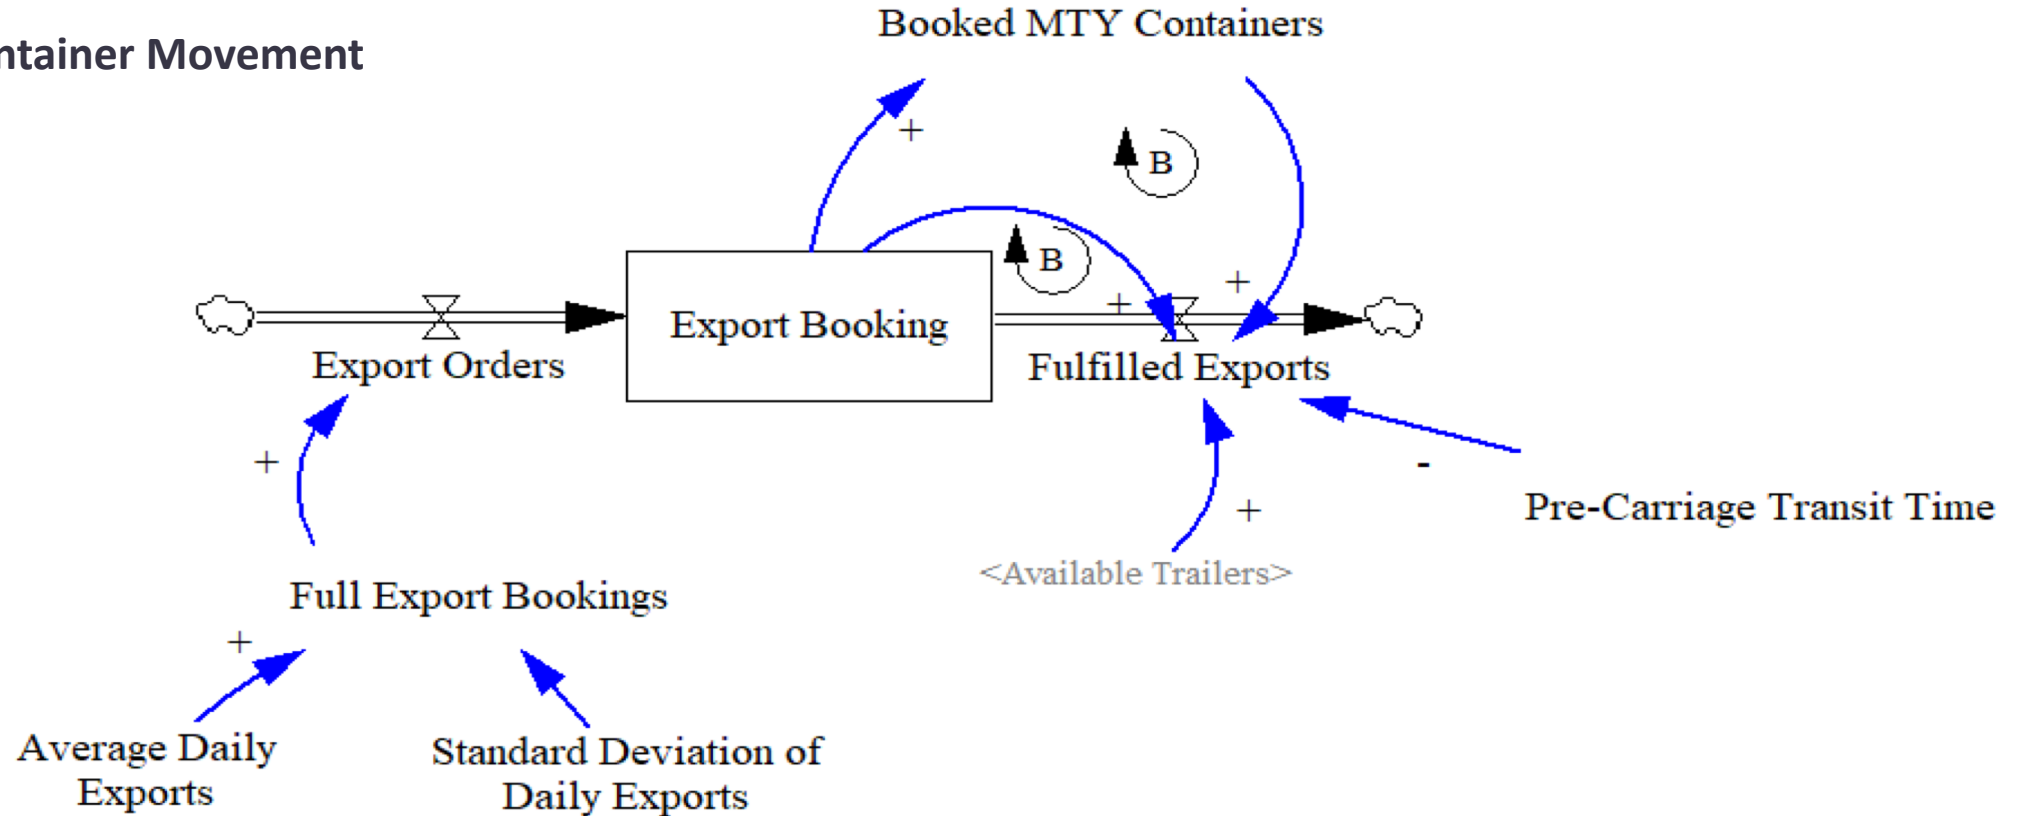 ntainer Movement
Booked MTY Containers
+
B
B
+
+
Export Booking
Export Orders
Fulfilled Exports
+
-
+
Pre-Carriage Transit Time
<Available Trailers>
Full Export Bookings
+
Average Daily
Exports
Standard Deviation of
Daily Exports